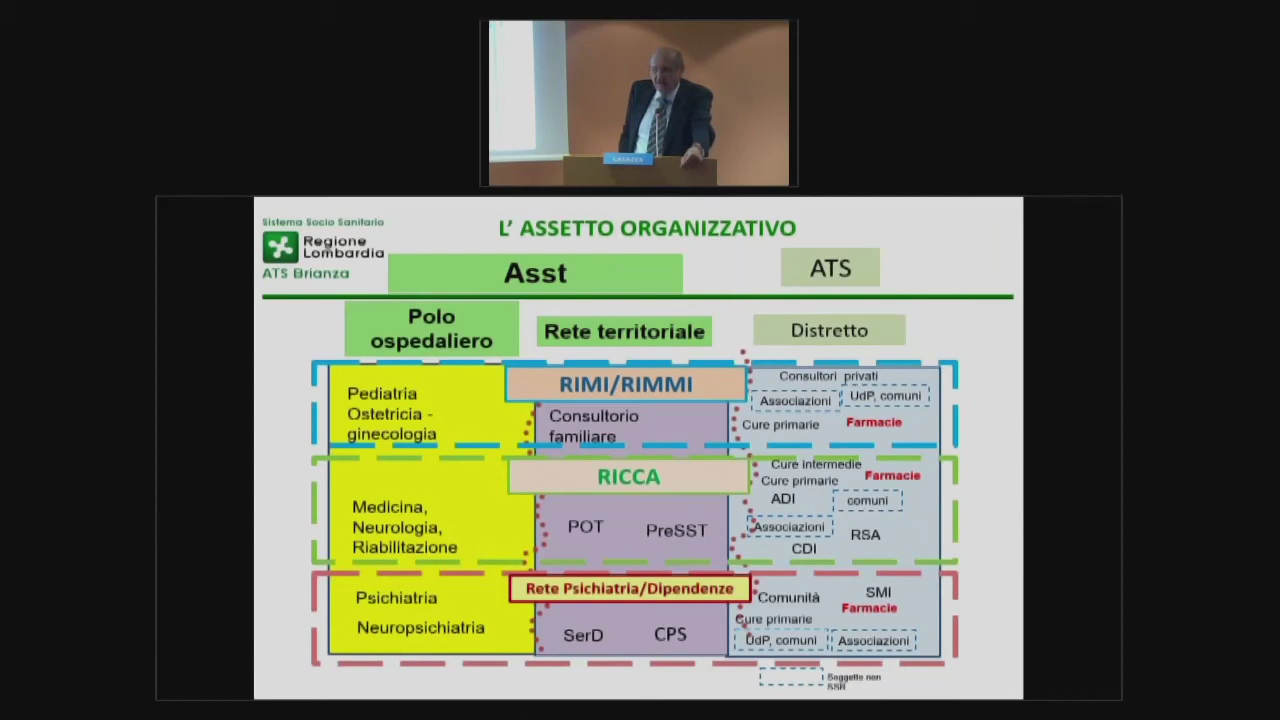 Sistema Socio Sanitario
Regione
Lombardia
ATS Brianza
L' ASSETTO ORGANIZZATIVO
Asst
ATS
Polo
ospedaliero
Rete territoriale
Distretto
RIMI/RIMMI
Pediatria
Ostetricia -
ginecologia
Consultorio
familiare
Consultori privati
Associazioni
UdP, comuni
Cure primarie
Farmacie
RICCA
Medicina,
Neurologia,
Riabilitazione
POT
PreSST
Cure intermedie
Farmacie
Cure primarie
ADI
comuni
Associazioni
RSA
CDI
Rete Psichiatria/Dipendenze
Psichiatria
Neuropsichiatria
SerD
CPS
Comunità
SMI
Farmacie
Cure primarie
UdP, comuni
Associazioni
Soggetto non
SSR